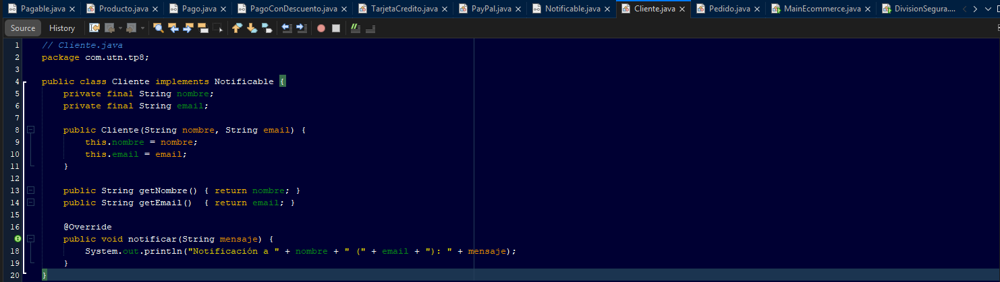 Pagable.java Producto.java Pago.java PagoConDescuento.java TarjetaCredito.java PayPal.java Notificable.java Cliente.java Pedido.java MainEcommerce.java DivisionSegura....
Source History
1 // Cliente.java
2 package com.utn.tp8;
3
4 public class Cliente implements Notificable {
5 private final String nombre;
6 private final String email;
7
8 public Cliente(String nombre, String email) {
9 this.nombre = nombre;
10 this.email = email;
11 }
12
13 public String getNombre() { return nombre; }
14 public String getEmail()  { return email; }
15
16 @Override
public void notificar(String mensaje) {
18 System.out.println("Notificación a " + nombre + " (" + email + "): " + mensaje);
19 }
20 }